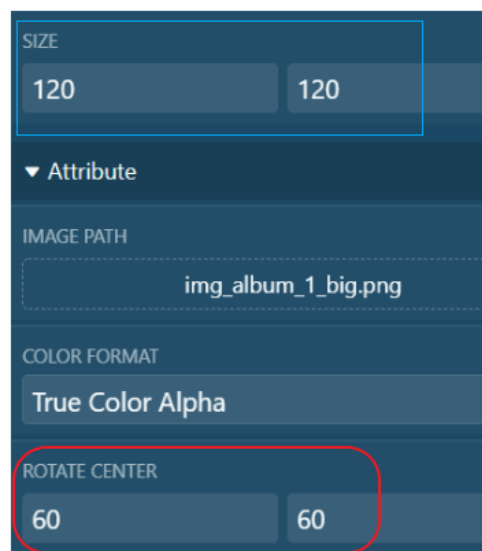 SIZE
120 120
Attribute
IMAGE PATH
img_album_1_big.png
COLOR FORMAT
True Color Alpha
ROTATE CENTER
60 60